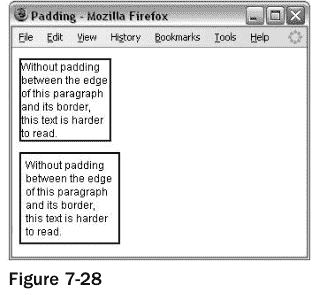 Padding - Mozilla Firefox
File Edit View History Bookmarks Tools Help
Without padding
between the edge
of this paragraph
and its border,
this text is harder
to read.
Without padding
between the edge
of this paragraph
and its border,
this text is harder
to read.
Figure 7-28